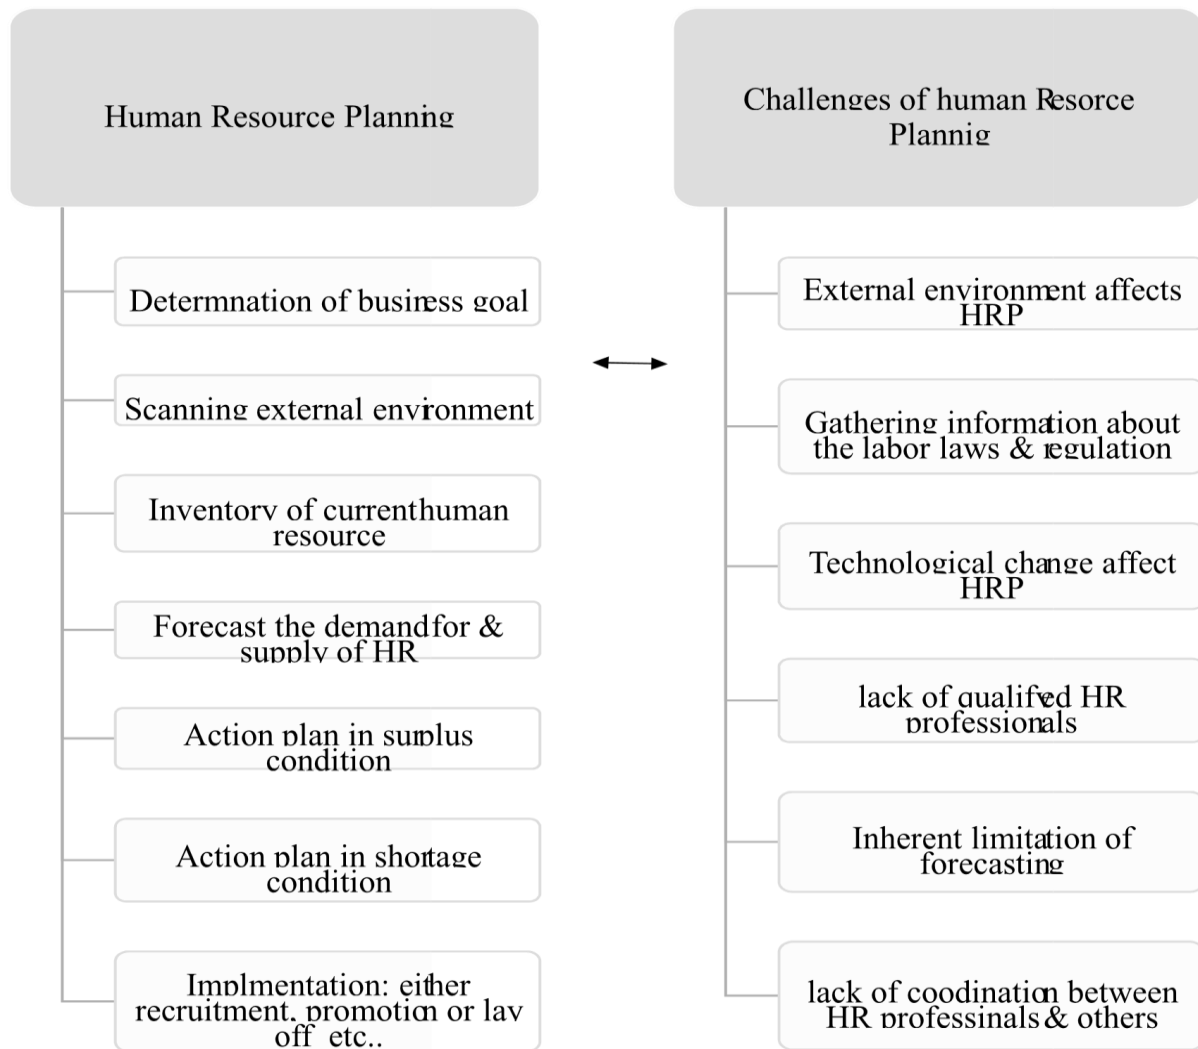 Human Resource Planning
Determnation of business goal
Scanning external environment
Inventory of currenthuman
resource
Forecast the demand for &
supply of HR
Action plan in surplus
condition
Action plan in shortage
condition
Implmentation: either
recruitment, promotion or lay
off etc..
Challenges of human Resorce
Plannig
External environment affects
HRP
Gathering information about
the labor laws & regulation
Technological change affect
HRP
lack of qualifyed HR
professionals
Inherent limitation of
forecasting
lack of coodination between
HR professinals & others